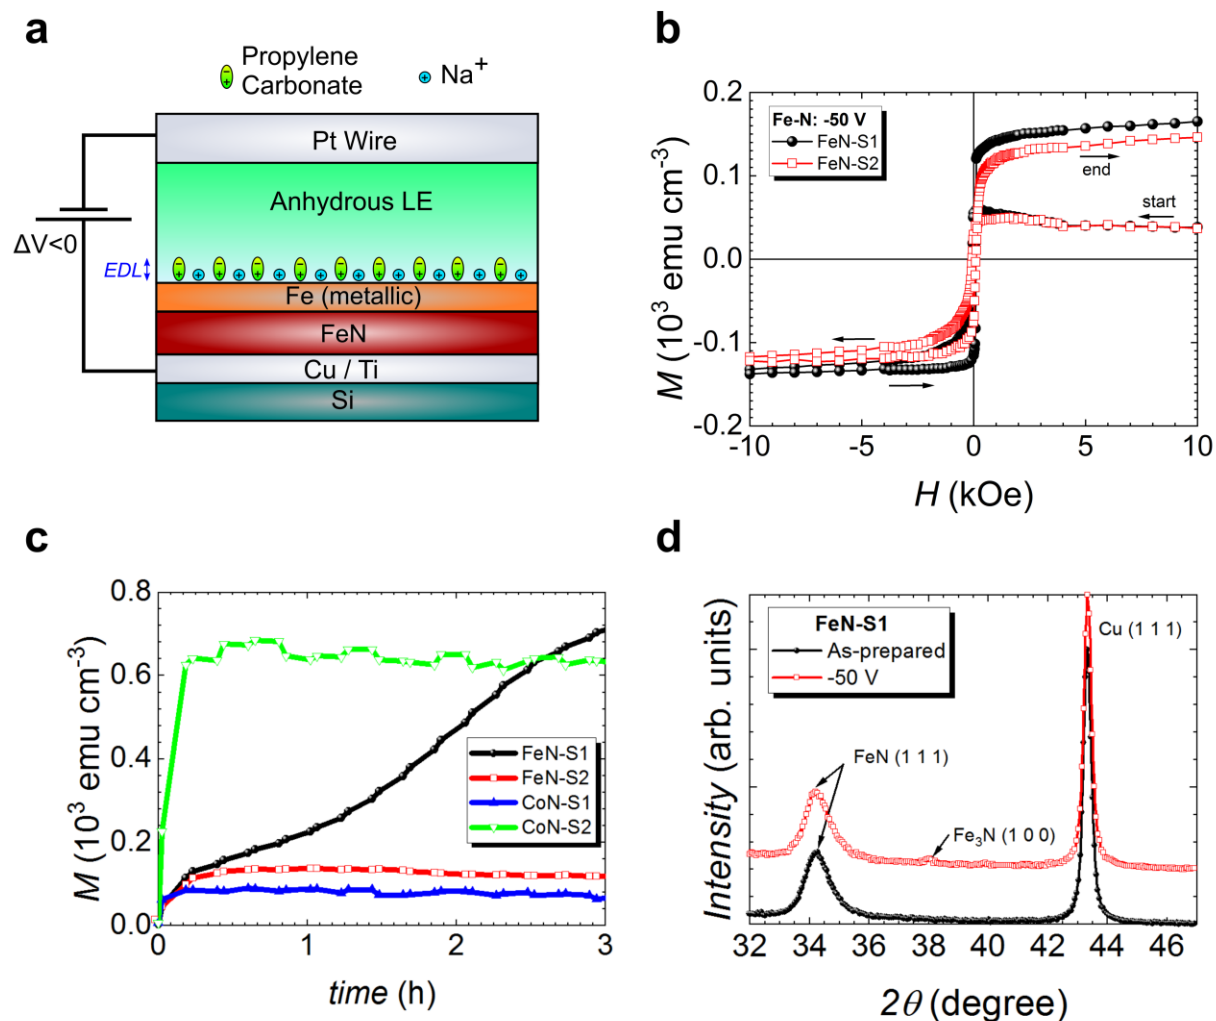 a
Propylene
Carbonate
Na+
Pt Wire
Anhydrous LE
ΔV<0
EDL
Fe (metallic)
FeN
Cu / Ti
Si
b
0.2
0.1
0.0
-0.1
-0.2
M (10³ emu cm⁻³)
Fe-N: -50 V
FeN-S1
FeN-S2
end
start
-10
-5
0
5
10
H (kOe)
c
0.8
0.6
0.4
0.2
0.0
M (10³ emu cm⁻³)
FeN-S1
FeN-S2
CoN-S1
CoN-S2
0
1
2
3
time (h)
d
Intensity (arb. units)
FeN-S1
As-prepared
-50 V
Cu (1 1 1)
FeN (1 1 1)
Fe₃N (1 0 0)
32
34
36
38
40
42
44
46
2θ (degree)